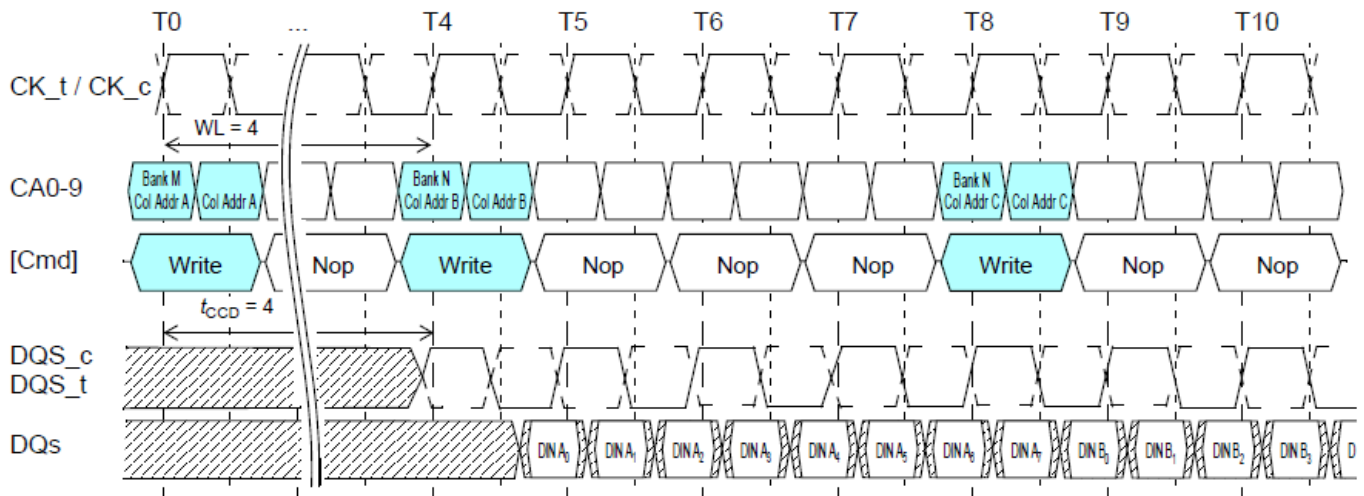 T0 ... T4 T5 T6 T7 T8 T9 T10
CK_t / CK_c
WL = 4
CA0-9
Bank M
Col Addr A
Col Addr A
Bank N
Col Addr B
Col Addr B
Bank N
Col Addr C
Col Addr C
[Cmd] Write Nop Write Nop Nop Nop Write Nop Nop
tCCD = 4
DQS_c
DQS_t
DQs DIN A0 DIN A1 DIN A2 DIN A3 DIN A4 DIN A5 DIN A6 DIN A7 DIN B0 DIN B1 DIN B2 DIN B3 D